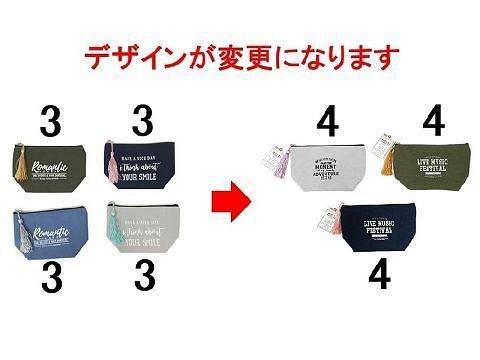 デザインが変更になります
3
3
4
4
Romantic
HAVE A NICE DAY
Think about
YOUR SMILE
MOMENT
ADVENTURE
LIVE MUSIC
FESTIVAL
Romantic
HAVE A NICE DAY
Think about
YOUR SMILE
LIVE MUSIC
FESTIVAL
3
3
4